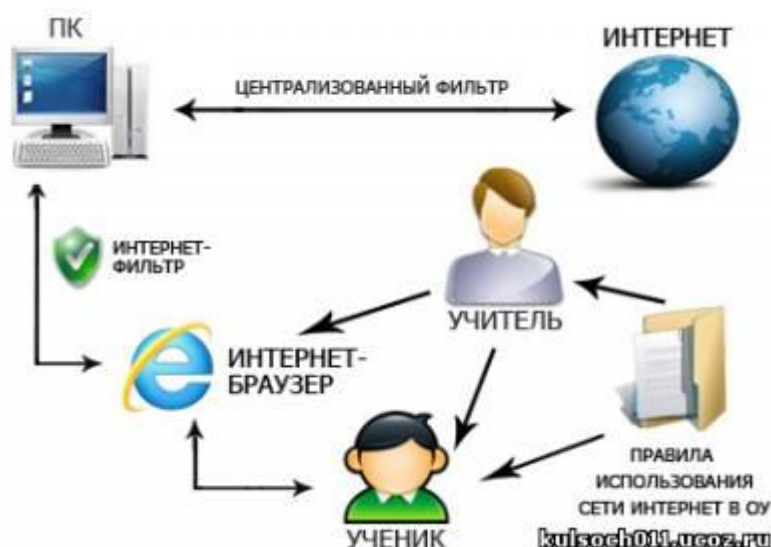 ПК
ИНТЕРНЕТ
ЦЕНТРАЛИЗОВАННЫЙ ФИЛЬТР
ИНТЕРНЕТ-
ФИЛЬТР
УЧИТЕЛЬ
ИНТЕРНЕТ-
БРАУЗЕР
ПРАВИЛА
ИСПОЛЬЗОВАНИЯ
СЕТИ ИНТЕРНЕТ В ОУ
УЧЕНИК
kulsoch011.ucoz.ru